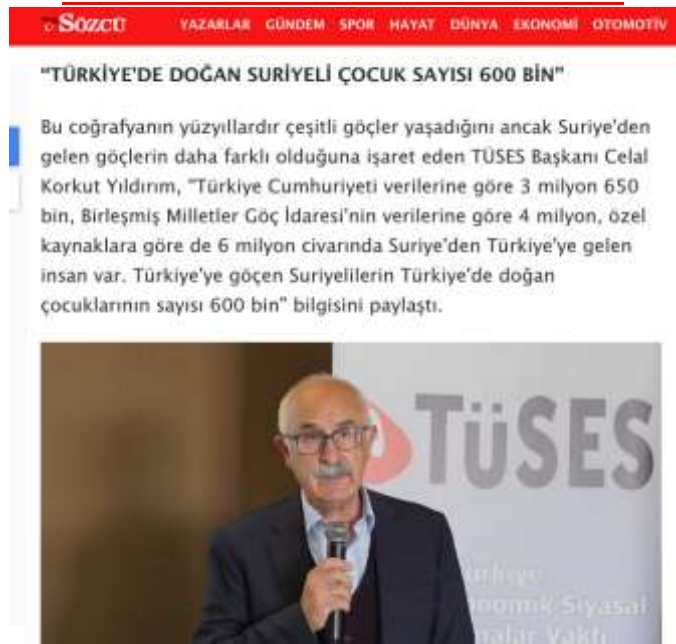 SÖZCÜ YAZARLAR GÜNDEM SPOR HAYAT DÜNYA EKONOMİ OTOMOTİV
"TÜRKİYE'DE DOĞAN SURİYELİ ÇOCUK SAYISI 600 BİN"
Bu coğrafyanın yüzyıllardır çeşitli göçler yaşadığını ancak Suriye'den
gelen göçlerin daha farklı olduğuna işaret eden TÜSES Başkanı Celal
Korkut Yıldırım, "Türkiye Cumhuriyeti verilerine göre 3 milyon 650
bin, Birleşmiş Milletler Göç İdaresi'nin verilerine göre 4 milyon, özel
kaynaklara göre de 6 milyon civarında Suriye'den Türkiye'ye gelen
insan var. Türkiye'ye göçen Suriyelilerin Türkiye'de doğan
çocuklarının sayısı 600 bin" bilgisini paylaştı.
TÜSES
Siyasal